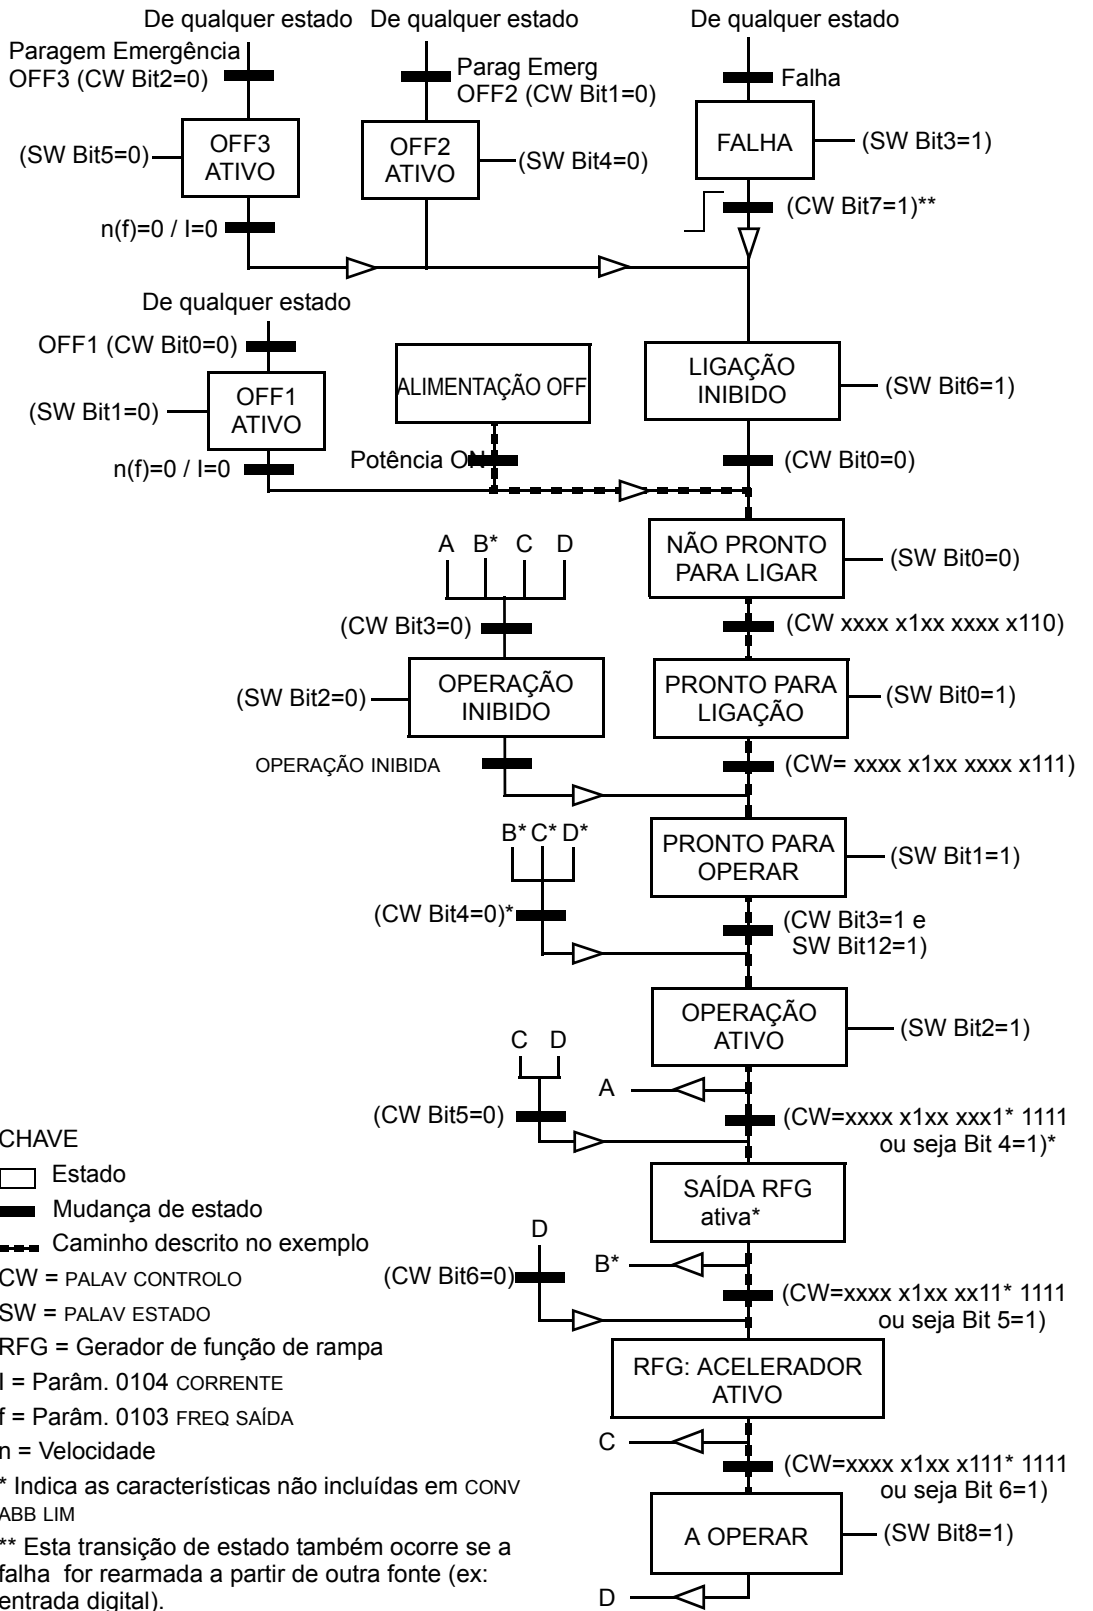 De qualquer estado
De qualquer estado
De qualquer estado
Paragem Emergência
OFF3 (CW Bit2=0)
Parag Emerg
OFF2 (CW Bit1=0)
Falha
(SW Bit5=0)
OFF3
ATIVO
OFF2
ATIVO
(SW Bit4=0)
FALHA
(SW Bit3=1)
n(f)=0 / I=0
(CW Bit7=1)**
De qualquer estado
OFF1 (CW Bit0=0)
(SW Bit1=0)
OFF1
ATIVO
ALIMENTAÇÃO OFF
LIGAÇÃO
INIBIDO
(SW Bit6=1)
n(f)=0 / I=0
Potência ON
(CW Bit0=0)
A B* C D
NÃO PRONTO
PARA LIGAR
(SW Bit0=0)
(CW Bit3=0)
(CW xxxx x1xx xxxx x110)
(SW Bit2=0)
OPERAÇÃO
INIBIDO
PRONTO PARA
LIGAÇÃO
(SW Bit0=1)
OPERAÇÃO INIBIDA
(CW= xxxx x1xx xxxx x111)
B* C* D*
PRONTO PARA
OPERAR
(SW Bit1=1)
(CW Bit4=0)*
(CW Bit3=1 e
SW Bit12=1)
OPERAÇÃO
ATIVO
(SW Bit2=1)
C D
A
(CW Bit5=0)
(CW=xxxx x1xx xxx1* 1111
ou seja Bit 4=1)*
SAÍDA RFG
ativa*
D
B*
(CW Bit6=0)
(CW=xxxx x1xx xx11* 1111
ou seja Bit 5=1)
RFG: ACELERADOR
ATIVO
C
(CW=xxxx x1xx x111* 1111
ou seja Bit 6=1)
A OPERAR
(SW Bit8=1)
D
CHAVE
Estado
Mudança de estado
Caminho descrito no exemplo
CW = PALAV CONTROLO
SW = PALAV ESTADO
RFG = Gerador de função de rampa
I = Parâm. 0104 CORRENTE
f = Parâm. 0103 FREQ SAÍDA
n = Velocidade
* Indica as características não incluídas em CONV
ABB LIM
** Esta transição de estado também ocorre se a
falha for rearmada a partir de outra fonte (ex:
entrada digital).